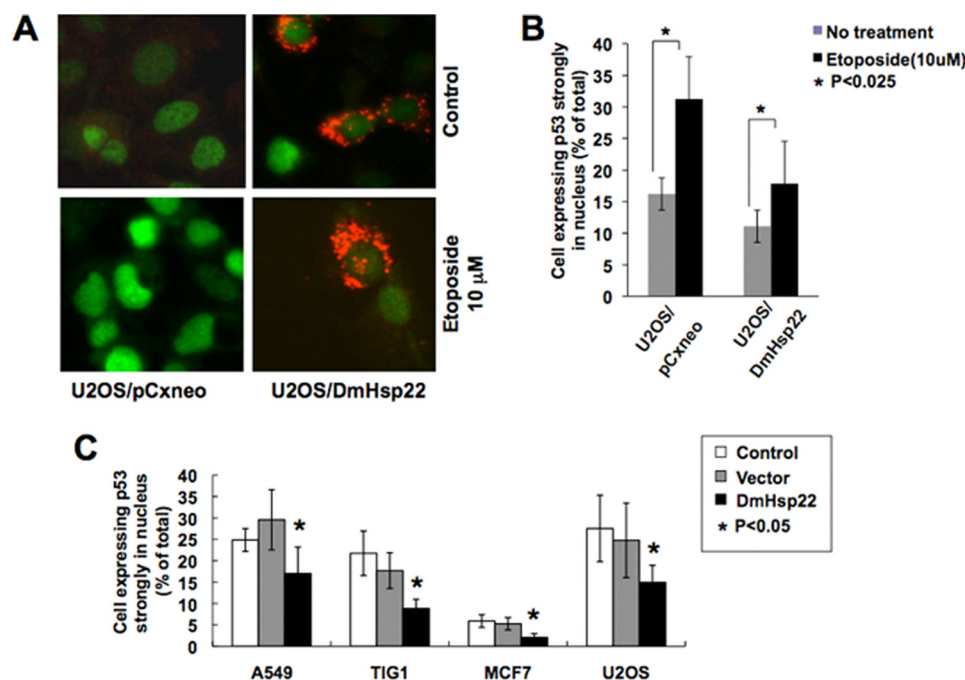 A
Control
Etoposide
10 μM
U2OS/pCxneo
U2OS/DmHsp22
B
No treatment
Etoposide(10uM)
* P<0.025
Cell expressing p53 strongly
in nucleus (% of total)
40
35
30
25
20
15
10
5
0
*
*
U2OS/
pCxneo
U2OS/
DmHsp22
C
Control
Vector
DmHsp22
* P<0.05
Cell expressing p53
strongly in nucleus
(% of total)
40
35
30
25
20
15
10
5
0
*
*
*
*
A549
TIG1
MCF7
U2OS